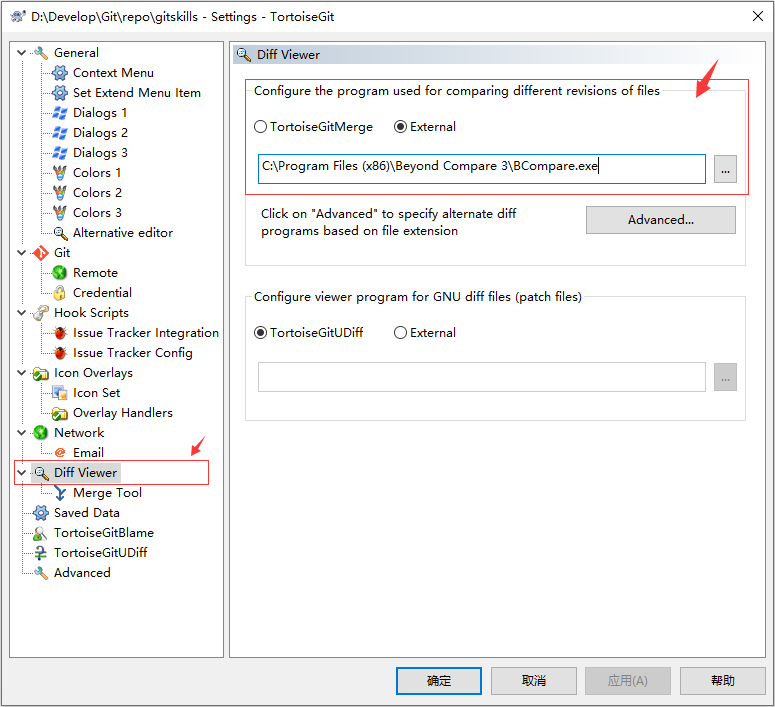 D:\Develop\Git\repo\gitskills - Settings - TortoiseGit
General
Context Menu
Set Extend Menu Item
Dialogs 1
Dialogs 2
Dialogs 3
Colors 1
Colors 2
Colors 3
Alternative editor
Git
Remote
Credential
Hook Scripts
Issue Tracker Integration
Issue Tracker Config
Icon Overlays
Icon Set
Overlay Handlers
Network
Email
Diff Viewer
Merge Tool
Saved Data
TortoiseGitBlame
TortoiseGitUDiff
Advanced
Diff Viewer
Configure the program used for comparing different revisions of files
TortoiseGitMerge External
C:\Program Files (x86)\Beyond Compare 3\BCompare.exe ...
Click on "Advanced" to specify alternate diff
programs based on file extension
Advanced...
Configure viewer program for GNU diff files (patch files)
TortoiseGitUDiff External
...
确定 取消 应用(A) 帮助